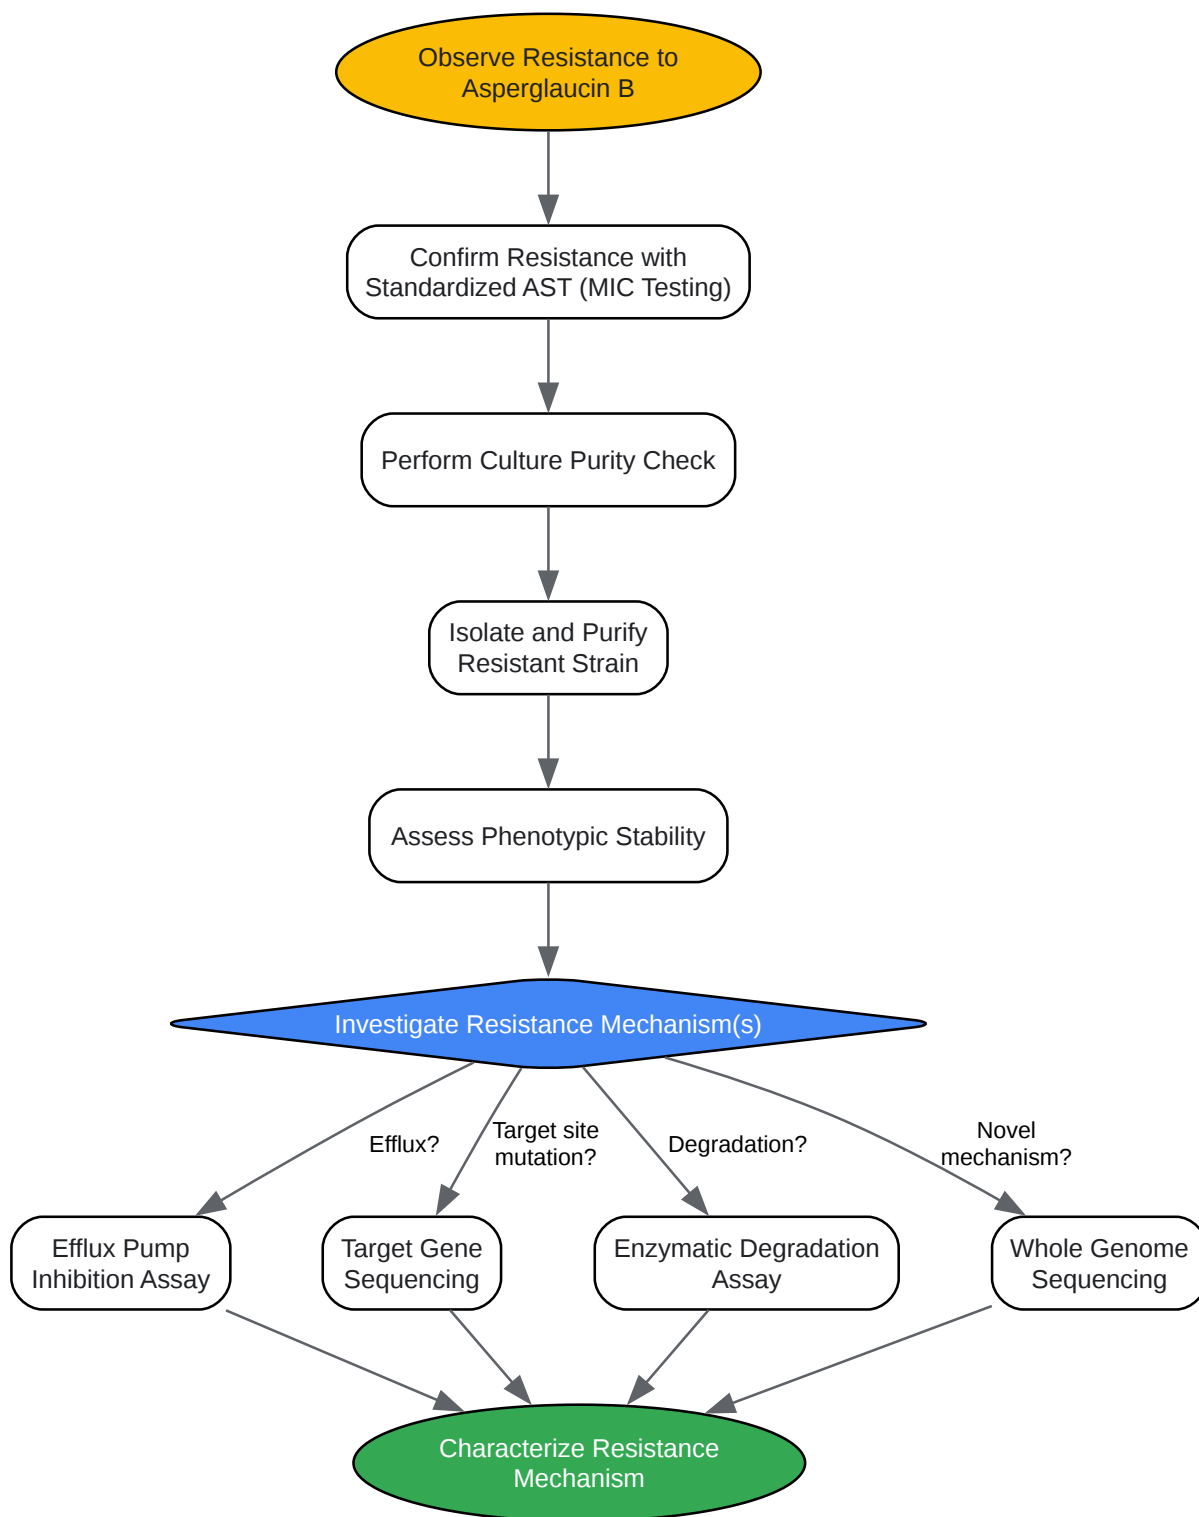 Observe Resistance to
Asperglaucin B
Confirm Resistance with
Standardized AST (MIC Testing)
Perform Culture Purity Check
Isolate and Purify
Resistant Strain
Assess Phenotypic Stability
Investigate Resistance Mechanism(s)
Efflux?
Target site
mutation?
Degradation?
Novel
mechanism?
Efflux Pump
Inhibition Assay
Target Gene
Sequencing
Enzymatic Degradation
Assay
Whole Genome
Sequencing
Characterize Resistance
Mechanism